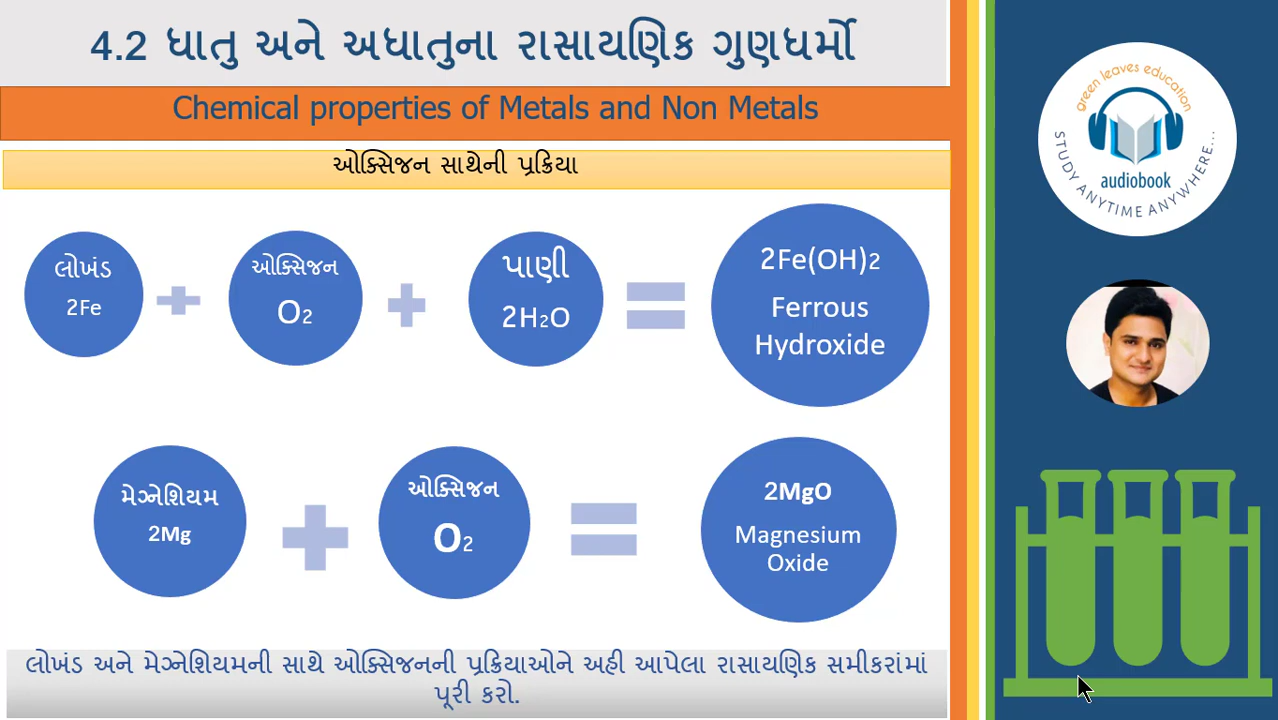 4.2 ધાતુ અને અધાતુના રાસાયણિક ગુણધર્મો
Chemical properties of Metals and Non Metals
ઓક્સિજન સાથેની પ્રક્રિયા
લોખંડ
2Fe
ઓક્સિજન
O2
પાણી
2H2O
2Fe(OH)2
Ferrous
Hydroxide
મેગ્નેશિયમ
2Mg
ઓક્સિજન
O2
2MgO
Magnesium
Oxide
લોખંડ અને મેગ્નેશિયમની સાથે ઓક્સિજનની પ્રક્રિયાઓને અહી આપેલા રાસાયણિક સમીકરાંમાં
પૂરી કરો.
green leaves education
audiobook
STUDY ANYTIME ANYWHERE...